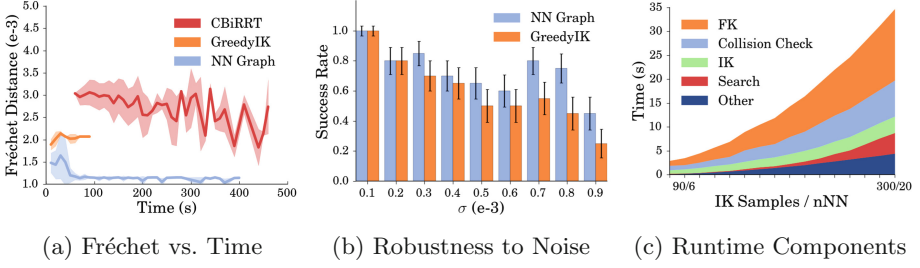 Fréchet Distance (e-3)
5.0
4.5
4.0
3.5
3.0
2.5
2.0
1.5
1.0
0
100
200
300
400
500
Time (s)
CBiRRT
GreedyIK
NN Graph
(a) Fréchet vs. Time
Success Rate
1.0
0.8
0.6
0.4
0.2
0.0
0.1
0.2
0.3
0.4
0.5
0.6
0.7
0.8
0.9
σ (e-3)
NN Graph
GreedyIK
(b) Robustness to Noise
Time (s)
35
30
25
20
15
10
5
0
90/6
300/20
IK Samples / nNN
FK
Collision Check
IK
Search
Other
(c) Runtime Components